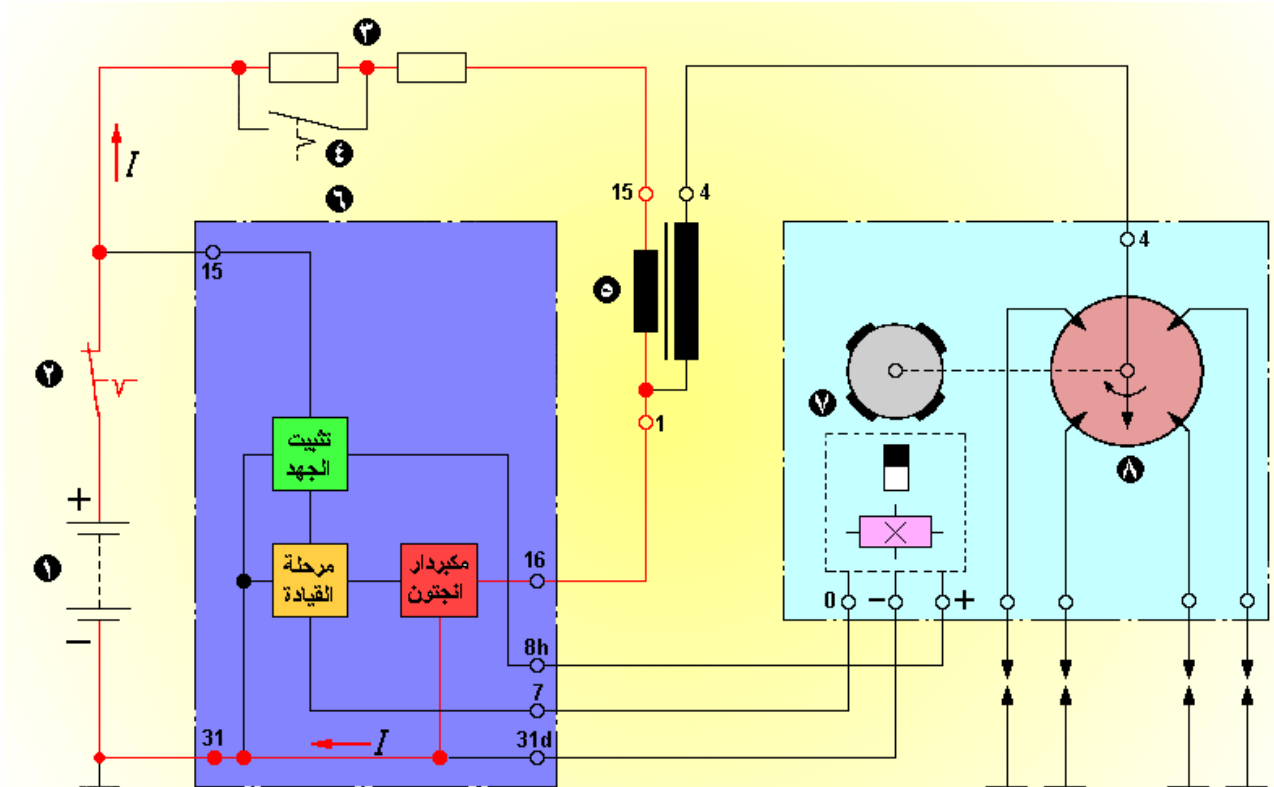 ٣
I
٤
٦
15
4
15
4
٥
٢
٧
1
٨
تثبيت
الجهد
+
١
مرحلة
القيادة
مكبردار
انجتون
16
0
−
+
−
8h
7
31
I
31d